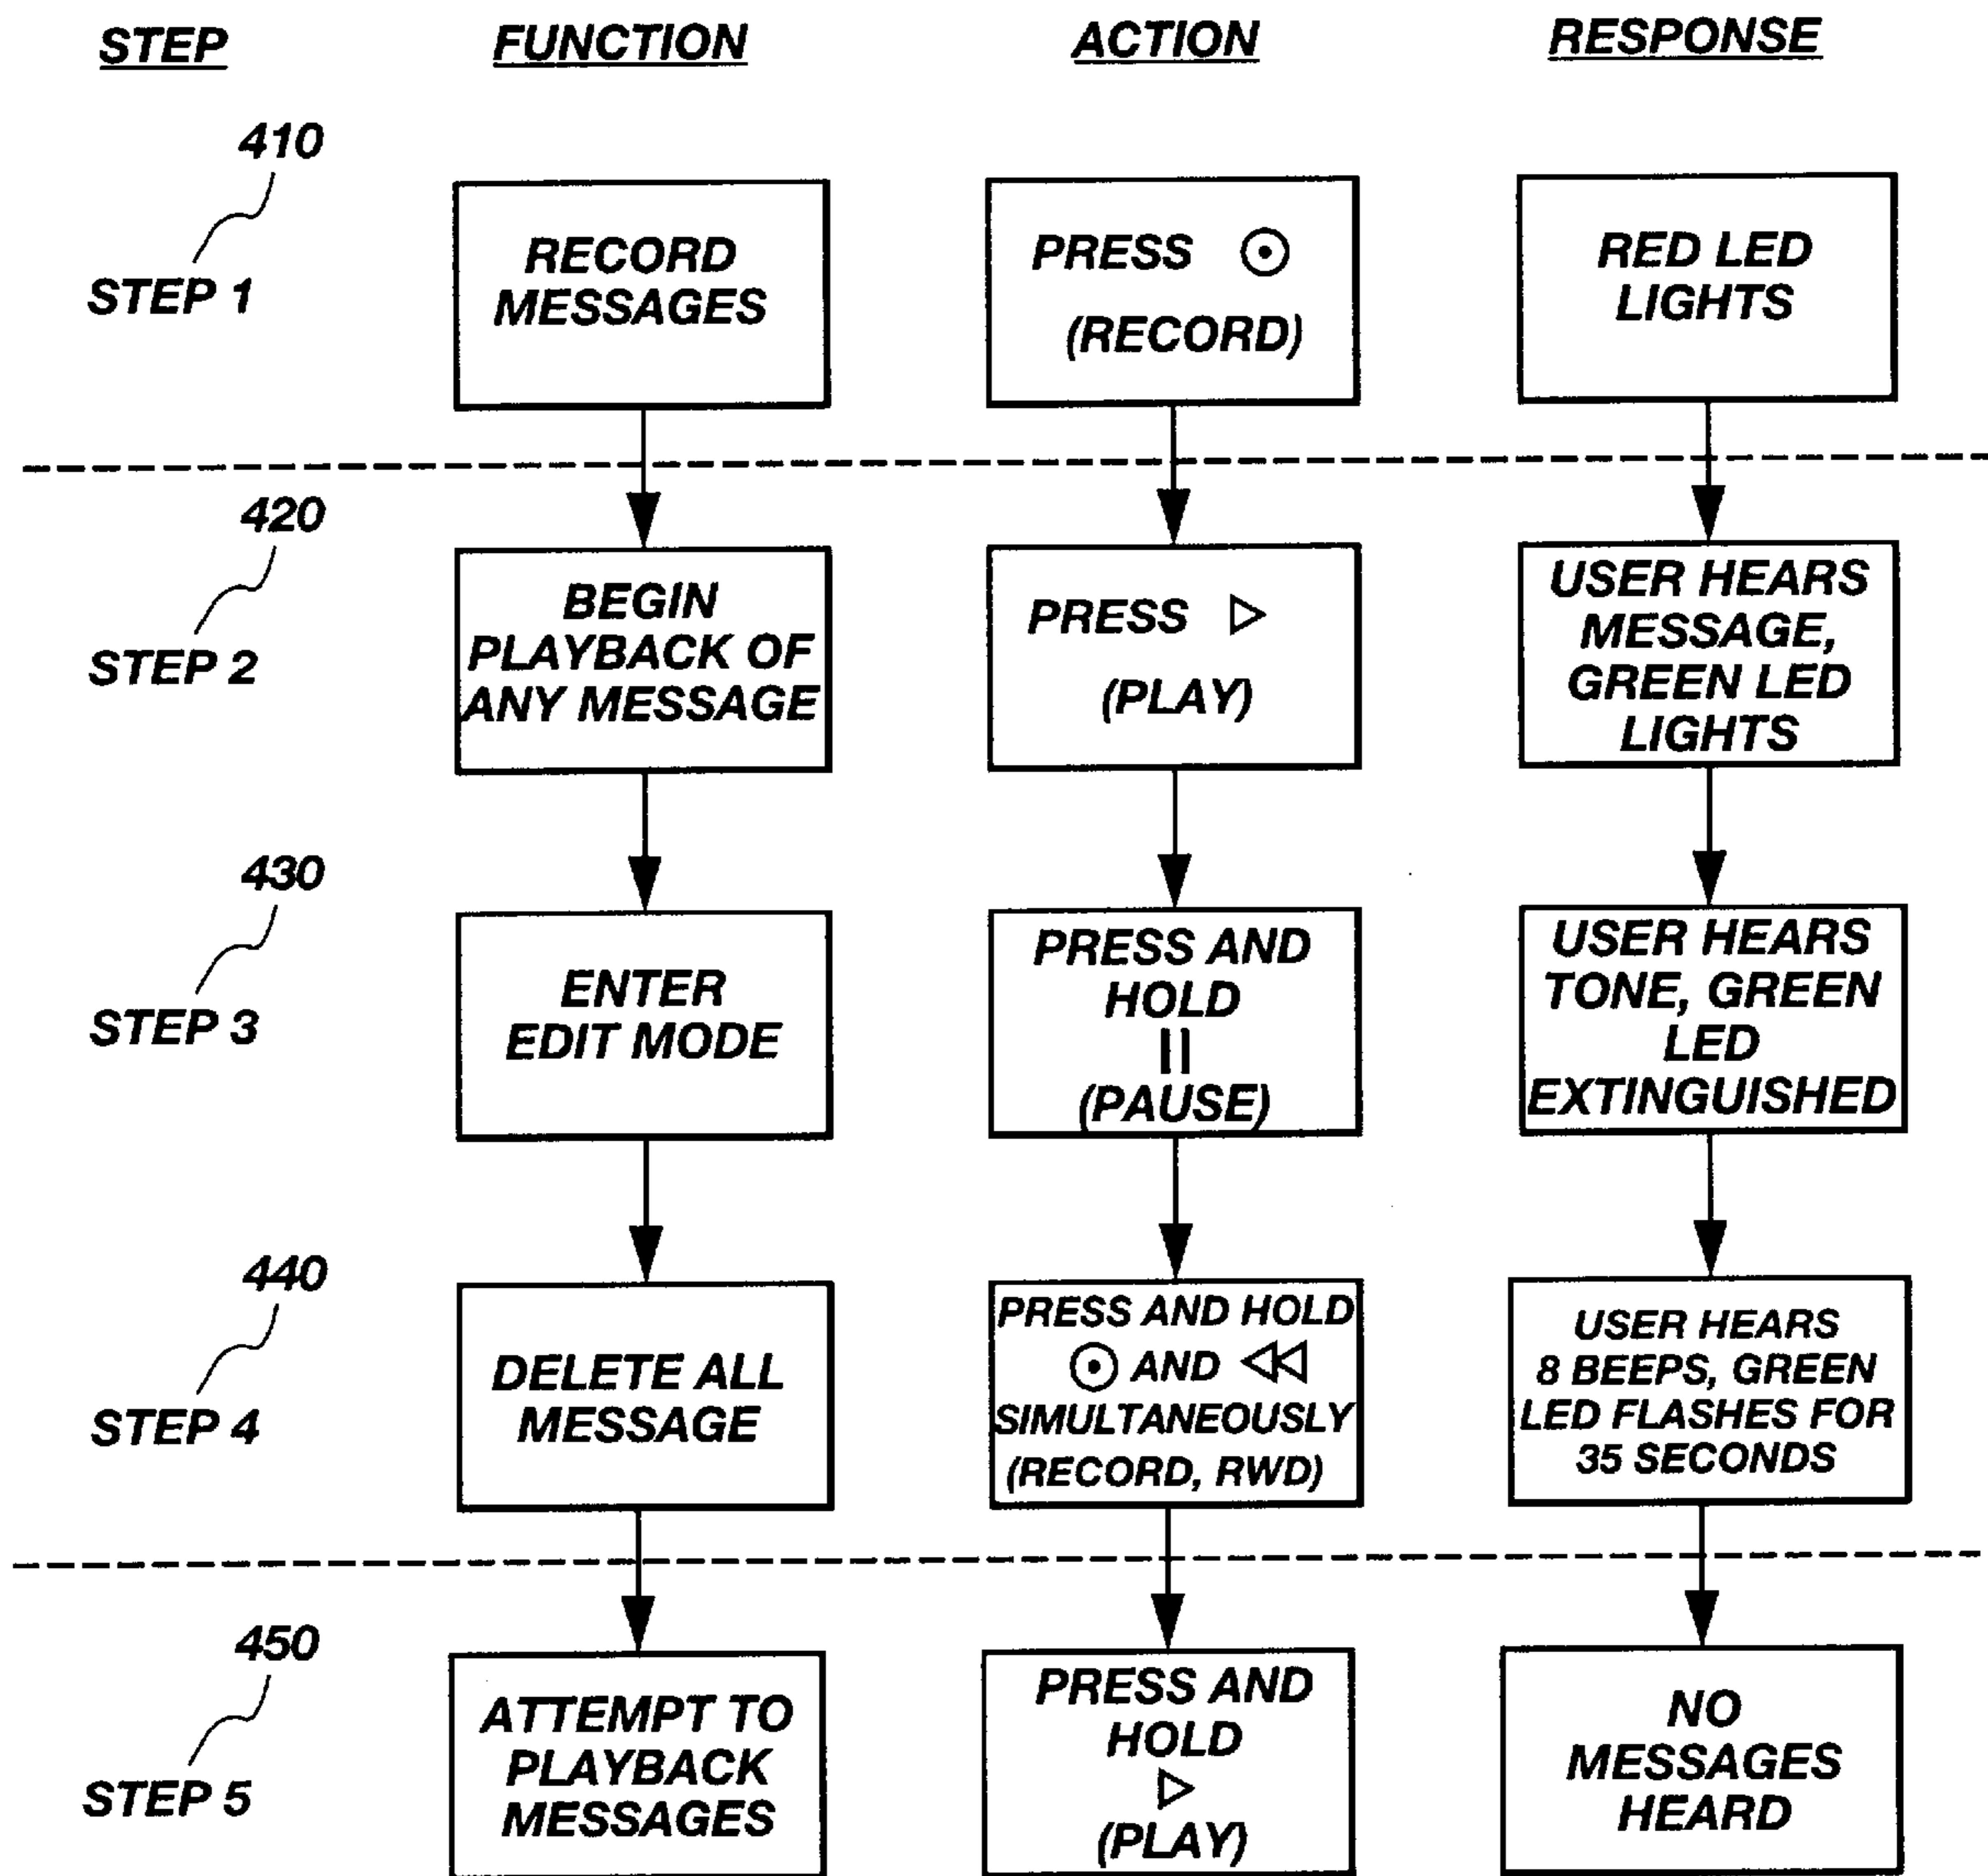 STEP FUNCTION ACTION RESPONSE
410
STEP 1
RECORD
MESSAGES
PRESS
(RECORD)
RED LED
LIGHTS
420
STEP 2
BEGIN
PLAYBACK OF
ANY MESSAGE
PRESS
(PLAY)
USER HEARS
MESSAGE,
GREEN LED
LIGHTS
430
STEP 3
ENTER
EDIT MODE
PRESS AND
HOLD
(PAUSE)
USER HEARS
TONE, GREEN
LED
EXTINGUISHED
440
STEP 4
DELETE ALL
MESSAGE
PRESS AND HOLD
AND
SIMULTANEOUSLY
(RECORD, RWD)
USER HEARS
8 BEEPS, GREEN
LED FLASHES FOR
35 SECONDS
450
STEP 5
ATTEMPT TO
PLAYBACK
MESSAGES
PRESS AND
HOLD
(PLAY)
NO
MESSAGES
HEARD